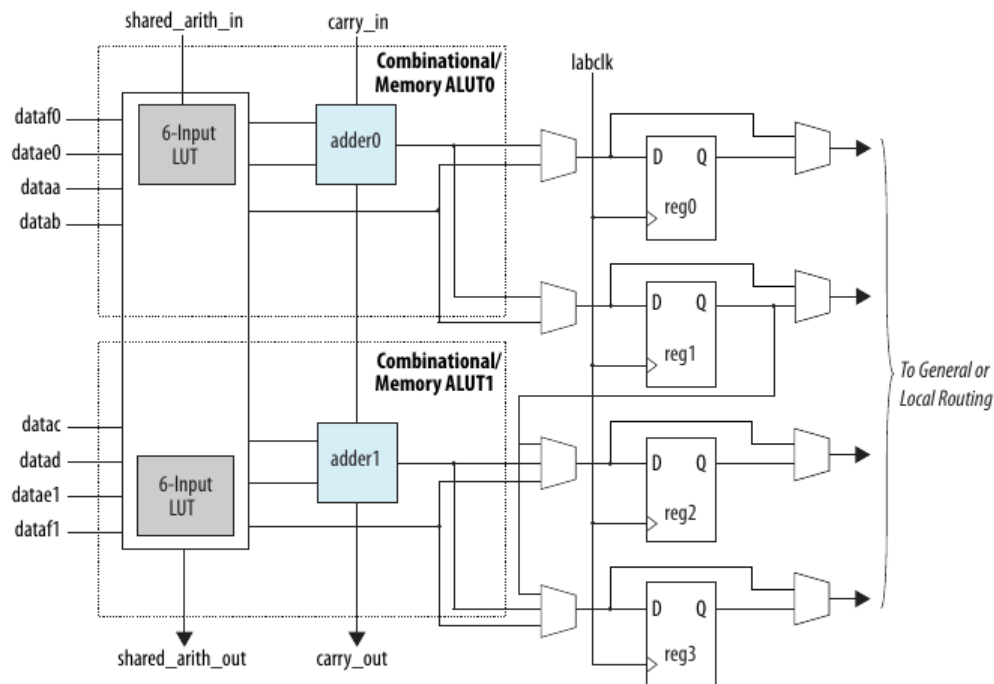 shared_arith_in
carry_in
Combinational/
Memory ALUT0
labclk
dataf0
datae0
dataa
datab
6-Input
LUT
adder0
D
Q
reg0
D
Q
reg1
Combinational/
Memory ALUT1
To General or
Local Routing
datac
datad
datae1
dataf1
6-Input
LUT
adder1
D
Q
reg2
D
Q
reg3
shared_arith_out
carry_out